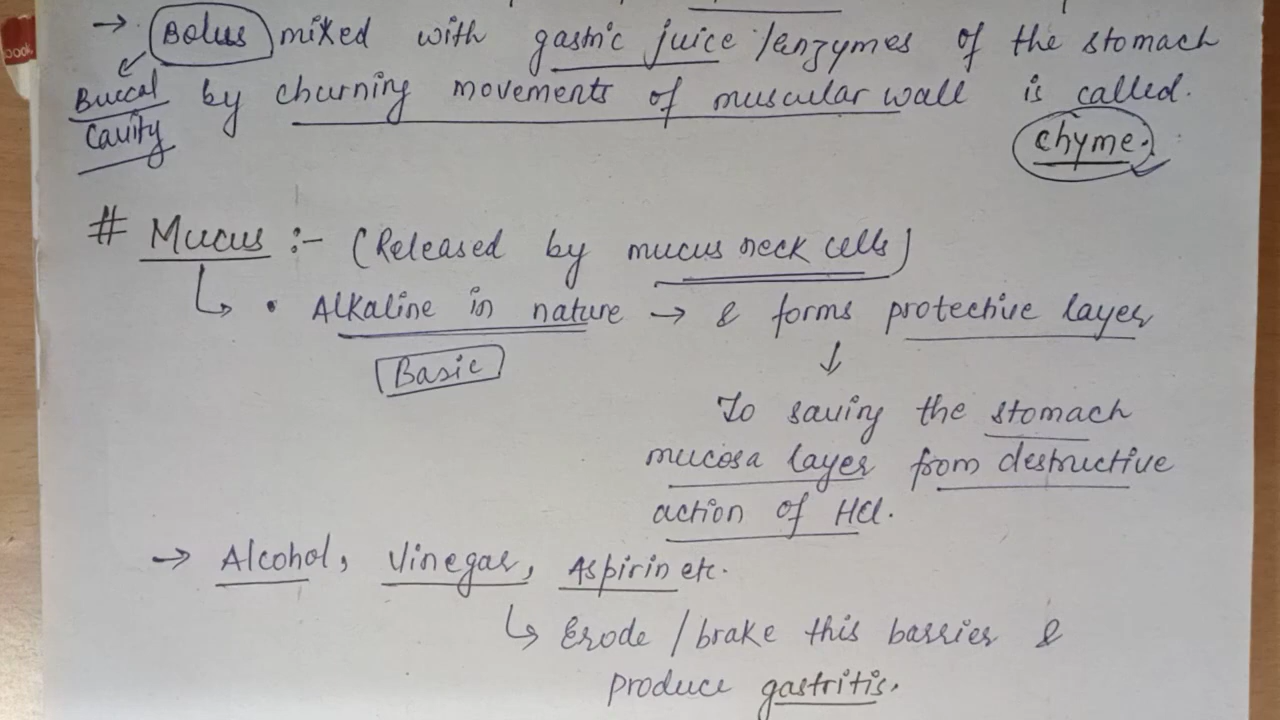 → Bolus mixed with gastric juice /enzymes of the stomach
Buccal Cavity
by churning movements of muscular wall is called.
chyme.
# Mucus :- (Released by mucus neck cells)
• Alkaline in nature → & forms protective layer
Basic
To saving the stomach
mucosa layer from destructive
action of HCl.
→ Alcohol, Vinegar, Aspirin etc.
Erode /brake this barrier &
produce gastritis.
book.